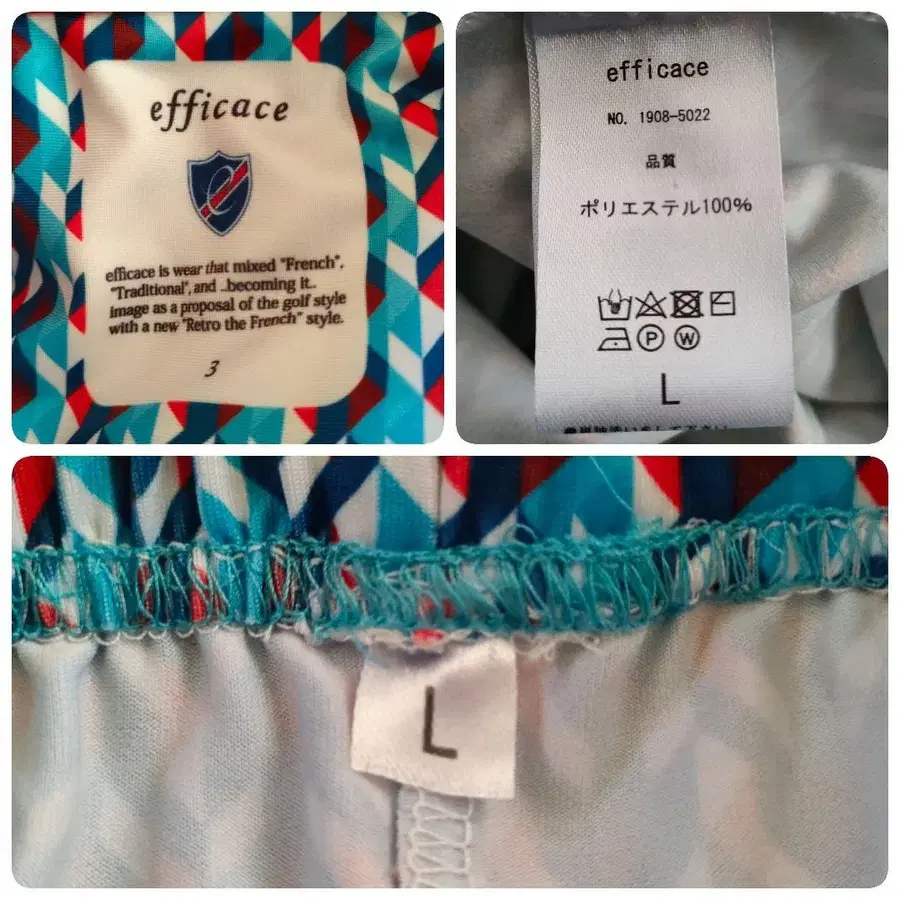 efficace
efficace is wear that mixed "French",
"Traditional", and ..becoming it..
image as a proposal of the golf style
with a new "Retro the French" style.
3
efficace
NO. 1908-5022
品質
ポリエステル100%
P
W
L
L